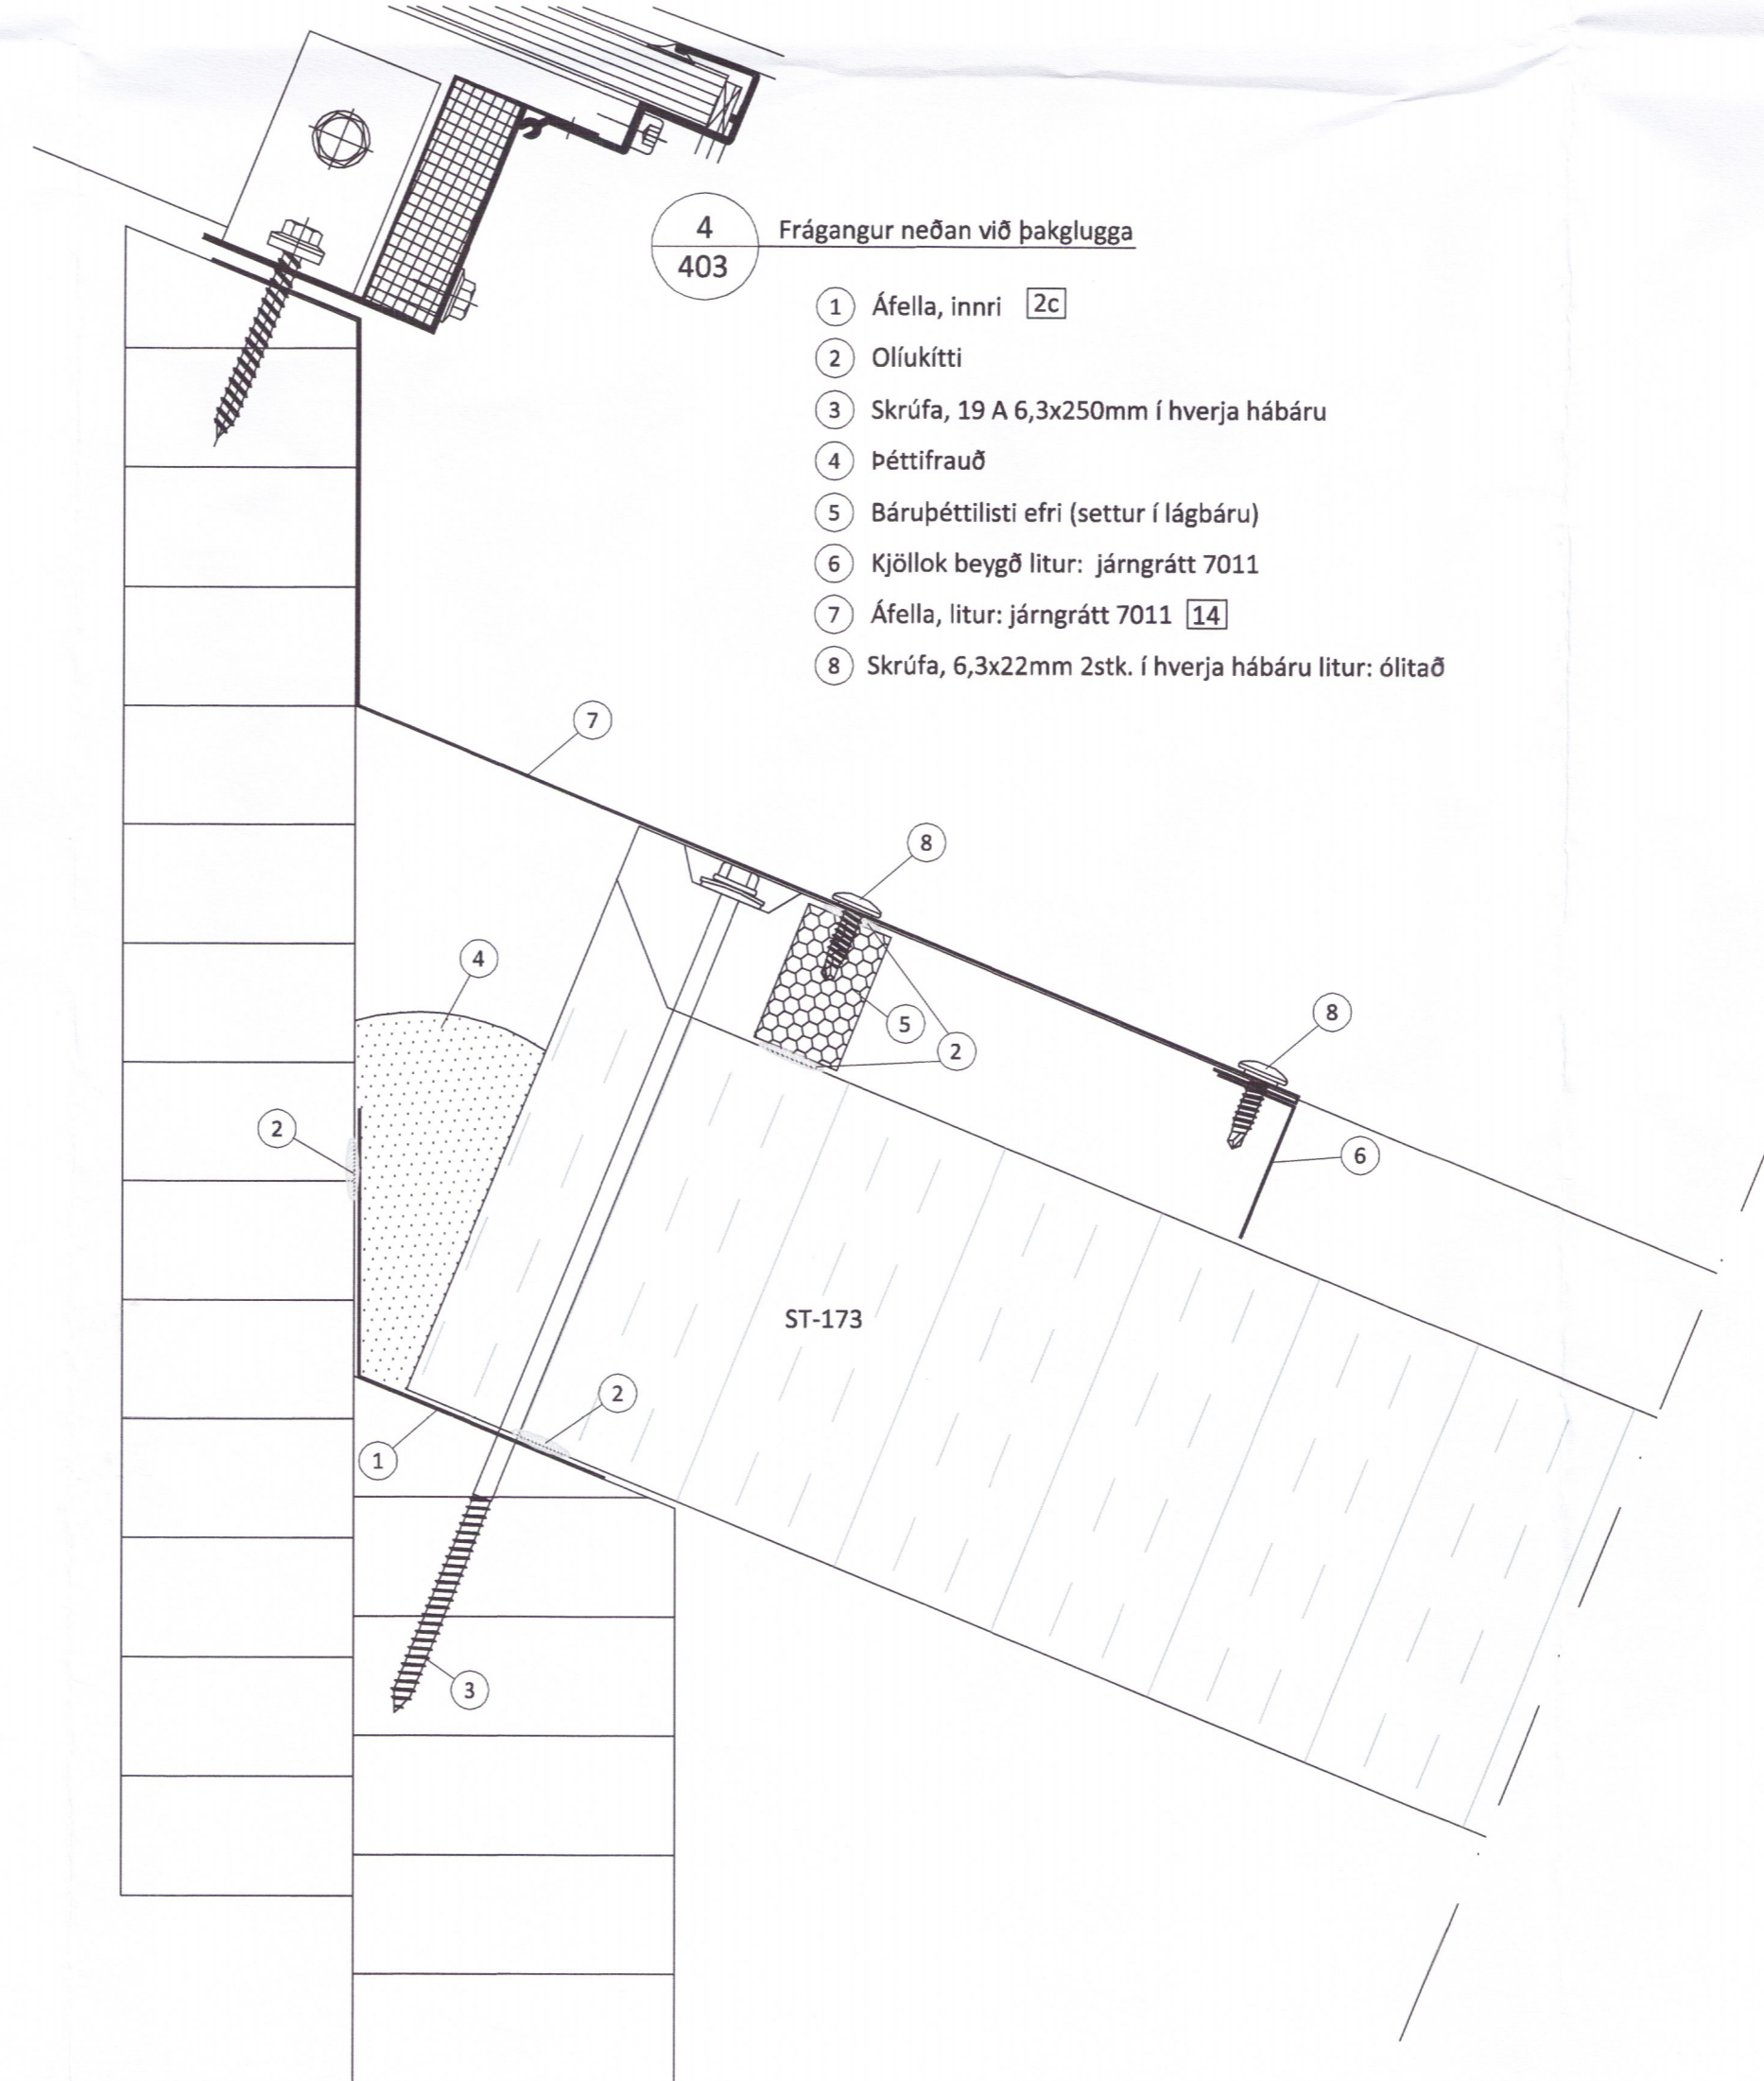 4
403
Frágangur neðan við þakglugga
1 Áfella, innri 2c
2 Olíukítti
3 Skrúfa, 19 A 6,3x250mm í hverja hábáru
4 Þéttifrauð
5 Báruþéttilisti efri (settur í lágbáru)
6 Kjöllok beygð litur: járngrátt 7011
7 Áfella, litur: járngrátt 7011 14
8 Skrúfa, 6,3x22mm 2stk. í hverja hábáru litur: ólitað
7
8
4
8
5
2
2
6
ST-173
2
1
3